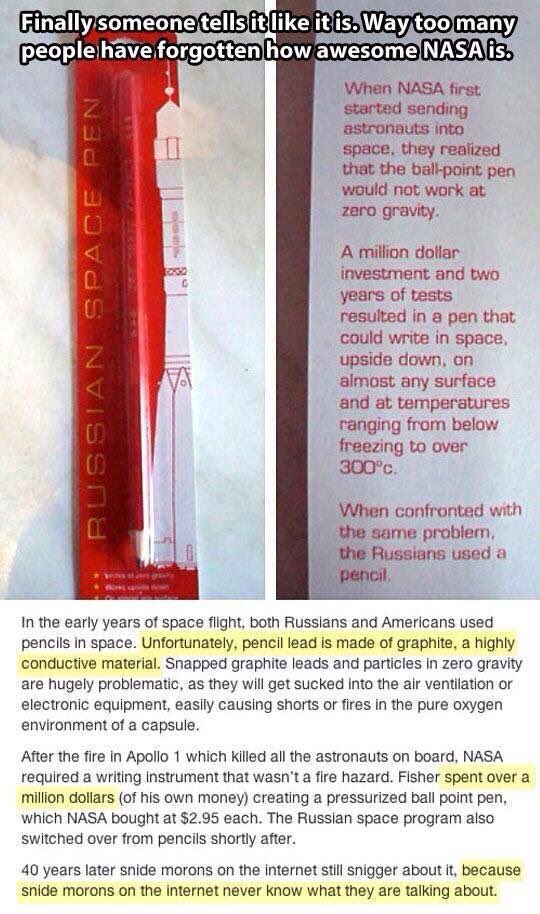 Finally someone tells it like it is. Way too many
people have forgotten how awesome NASA is.
RUSSIAN SPACE PEN
When NASA first
started sending
astronauts into
space, they realized
that the ball-point pen
would not work at
zero gravity.
A million dollar
investment and two
years of tests
resulted in a pen that
could write in space,
upside down, on
almost any surface
and at temperatures
ranging from below
freezing to over
300°c.
When confronted with
the same problem,
the Russians used a
pencil.
In the early years of space flight, both Russians and Americans used
pencils in space. Unfortunately, pencil lead is made of graphite, a highly
conductive material. Snapped graphite leads and particles in zero gravity
are hugely problematic, as they will get sucked into the air ventilation or
electronic equipment, easily causing shorts or fires in the pure oxygen
environment of a capsule.
After the fire in Apollo 1 which killed all the astronauts on board, NASA
required a writing instrument that wasn't a fire hazard. Fisher spent over a
million dollars (of his own money) creating a pressurized ball point pen,
which NASA bought at $2.95 each. The Russian space program also
switched over from pencils shortly after.
40 years later snide morons on the internet still snigger about it, because
snide morons on the internet never know what they are talking about.